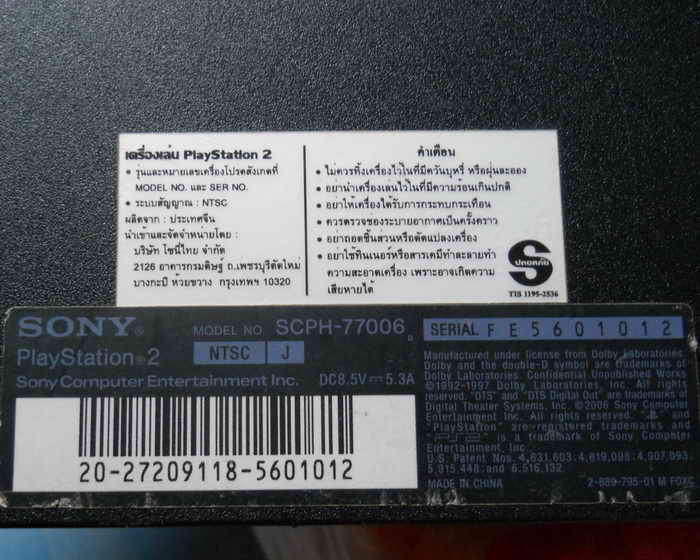 เครื่องเล่น PlayStation 2
• รุ่นและหมายเลขเครื่องโปรดสังเกตที่
MODEL NO. และ SER NO.
• ระบบสัญญาณ : NTSC
ผลิตจาก : ประเทศจีน
นำเข้าและจัดจำหน่ายโดย :
บริษัท โซนี่ไทย จำกัด
2126 อาคารกรมดิษฐ์ ถ.เพชรบุรีตัดใหม่
บางกะปิ ห้วยขวาง กรุงเทพฯ 10320
คำเตือน
• ไม่ควรทิ้งเครื่องไว้ในที่มีควันบุหรี่ หรือฝุ่นละออง
• อย่านำเครื่องเล่นไว้ในที่มีความร้อนเกินปกติ
• อย่าให้เครื่องได้รับการกระทบกระเทือน
• ควรตรวจช่องระบายอากาศเป็นครั้งคราว
• อย่าถอดชิ้นส่วนหรือดัดแปลงเครื่อง
• อย่าใช้ทินเนอร์หรือสารเคมีทำละลายทำ
ความสะอาดเครื่อง เพราะอาจเกิดความ
เสียหายได้
ปลอดภัย
TIS 1195-2536
SONY®
MODEL NO. SCPH-77006
SERIAL FE5601012
PlayStation®2
NTSC J
Sony Computer Entertainment Inc. DC8.5V 5.3A
20-27209118-5601012
Manufactured under license from Dolby Laboratories.
Dolby and the double-D symbol are trademarks of
Dolby Laboratories. Confidential Unpublished Works
©1992-1997 Dolby Laboratories, Inc. All rights
reserved. "DTS" and "DTS Digital Out" are trademarks of
Digital Theater Systems, Inc. ©2006 Sony Computer
Entertainment Inc. All rights reserved. and
"PlayStation" are registered trademarks and
"PS2" is a trademark of Sony Computer
Entertainment, Inc.
U.S. Patent Nos. 4,631,603; 4,819,098; 4,907,093;
5,915,448; and 6,516,132.
MADE IN CHINA 2-889-795-01 M FOXC